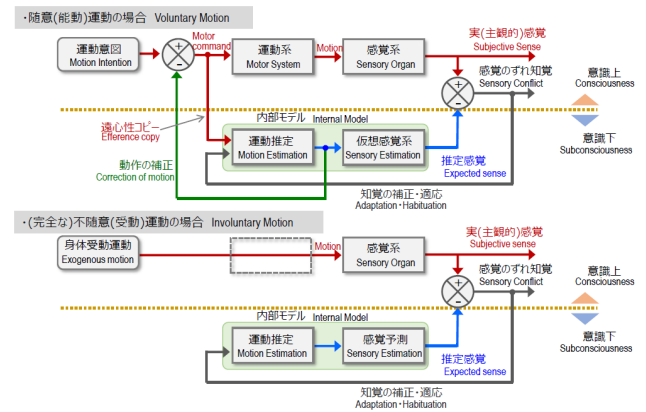 ・随意(能動)運動の場合 Voluntary Motion
運動意図
Motion Intention
+
-
Motor
command
運動系
Motor System
Motion
感覚系
Sensory Organ
実(主観的)感覚
Subjective Sense
+
-
感覚のずれ知覚
Sensory Conflict
意識上
Consciousness
意識下
Subconsciousness
遠心性コピー
Efference copy
内部モデル Internal Model
運動推定
Motion Estimation
仮想感覚系
Sensory Estimation
推定感覚
Expected sense
動作の補正
Correction of motion
知覚の補正・適応
Adaptation・Habituation
・(完全な)不随意(受動)運動の場合 Involuntary Motion
身体受動運動
Exogenous motion
Motion
感覚系
Sensory Organ
実(主観的)感覚
Subjective sense
+
-
感覚のずれ知覚
Sensory Conflict
意識上
Consciousness
意識下
Subconsciousness
内部モデル Internal Model
運動推定
Motion Estimation
感覚予測
Sensory Estimation
推定感覚
Expected sense
知覚の補正・適応
Adaptation・Habituation